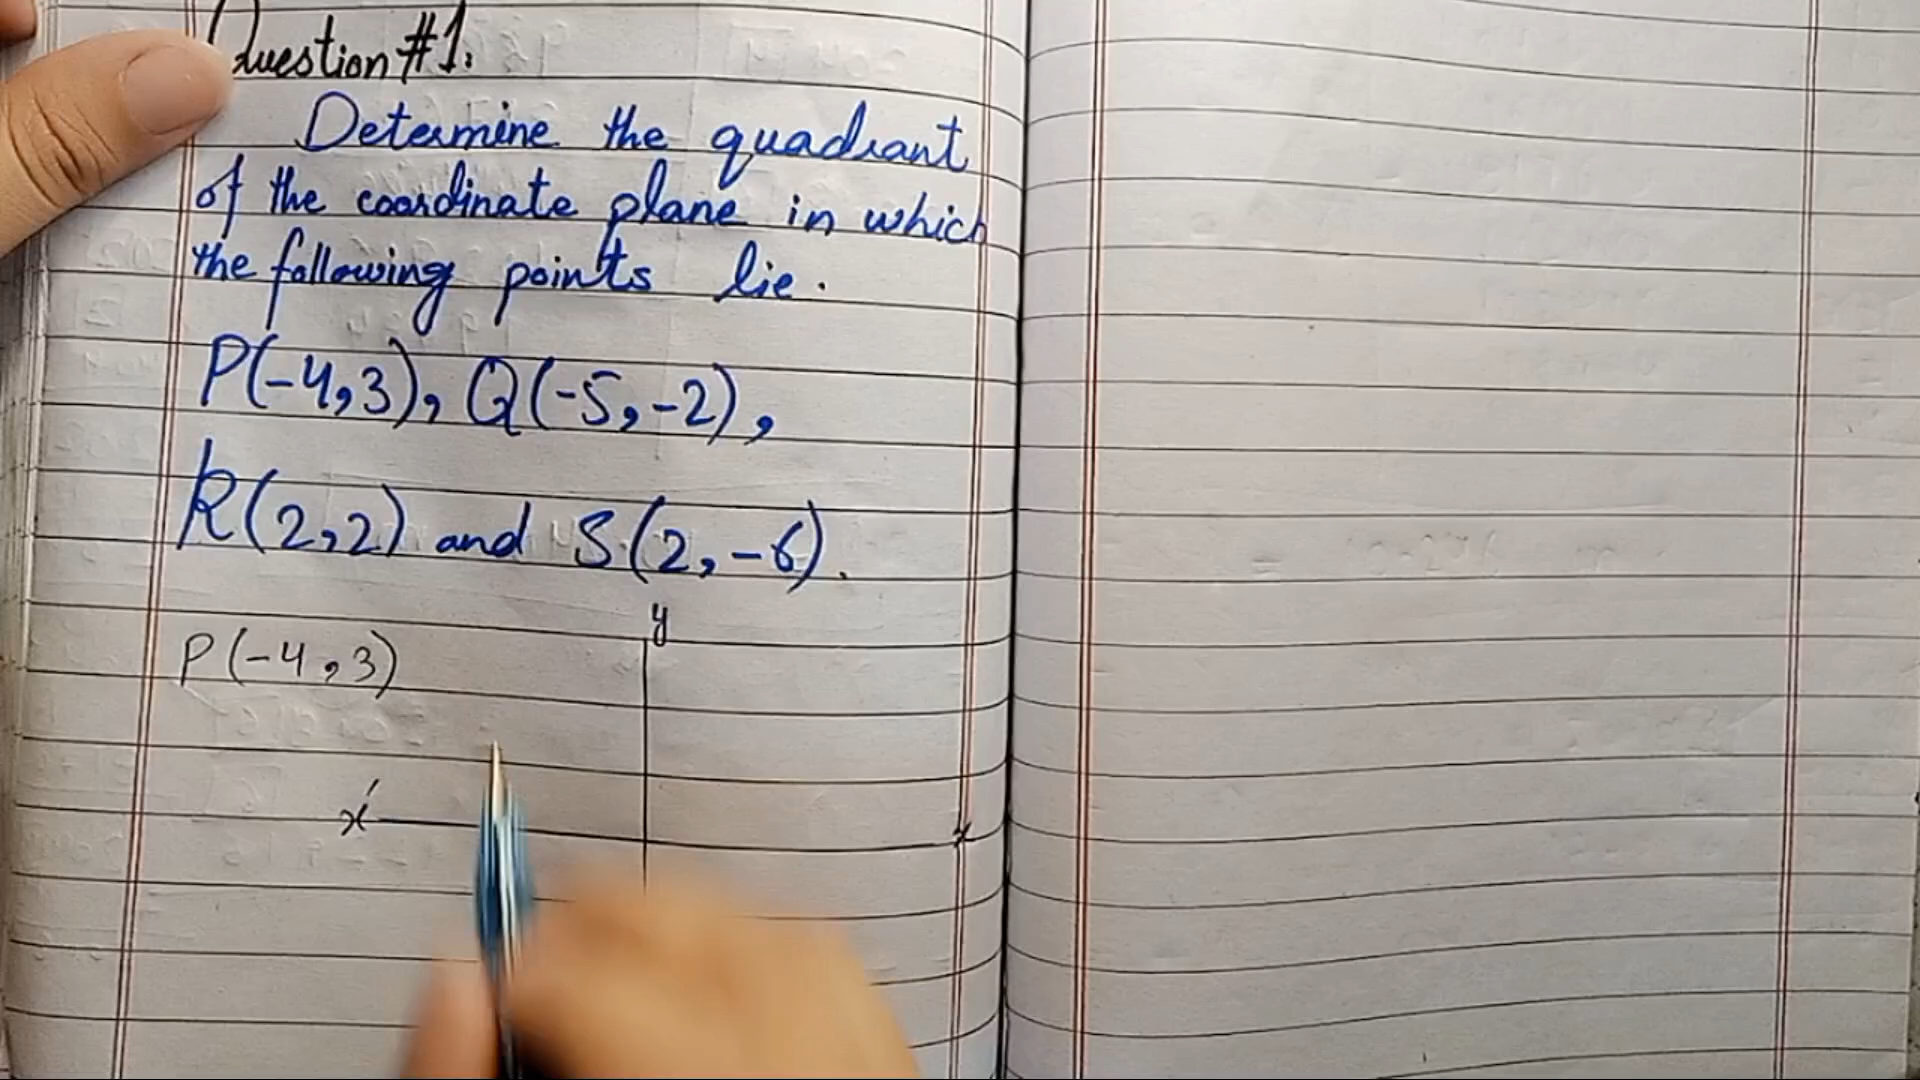 Question #1.
Determine the quadrant
of the coordinate plane in which
the following points lie.
P(-4,3), Q(-5,-2),
R(2,2) and S(2,-6).
y
P(-4,3)
x' x